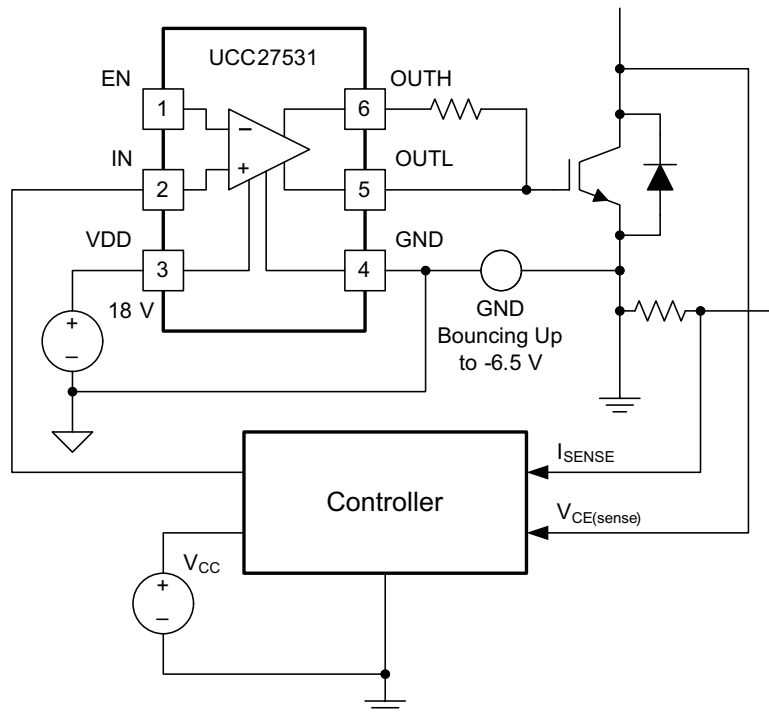 UCC27531
EN
OUTH
1
6
IN
OUTL
2
5
VDD
GND
3
4
18 V
GND
Bouncing Up
to -6.5 V
+
–
–
+
Controller
ISENSE
VCE(sense)
VCC
+
–